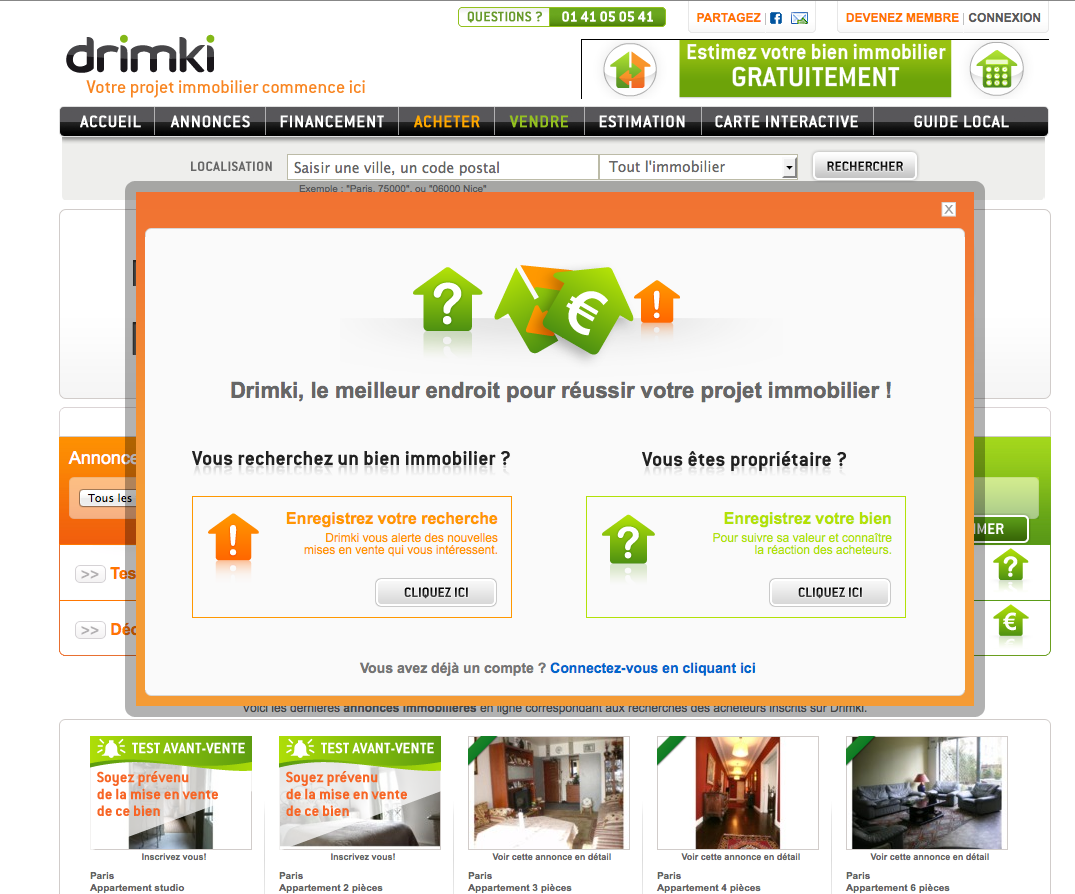 QUESTIONS ? 01 41 05 05 41
PARTAGEZ
DEVENEZ MEMBRE | CONNEXION
drimki
Votre projet immobilier commence ici
Estimez votre bien immobilier
GRATUITEMENT
ACCUEIL ANNONCES FINANCEMENT ACHETER VENDRE ESTIMATION CARTE INTERACTIVE GUIDE LOCAL
LOCALISATION Saisir une ville, un code postal Tout l'immobilier RECHERCHER
Exemple : "Paris, 75000", ou "06000 Nice"
X
? € !
Drimki, le meilleur endroit pour réussir votre projet immobilier !
Vous recherchez un bien immobilier ?
! Enregistrez votre recherche
Drimki vous alerte des nouvelles
mises en vente qui vous intéressent.
CLIQUEZ ICI
Vous êtes propriétaire ?
? Enregistrez votre bien
Pour suivre sa valeur et connaître
la réaction des acheteurs.
CLIQUEZ ICI
Vous avez déjà un compte ? Connectez-vous en cliquant ici
Annonce
Tous les
MER
>> Tes
?
>> Déc
€
Voici les dernières annonces immobilières en ligne correspondant aux recherches des acheteurs inscrits sur Drimki.
TEST AVANT-VENTE
Soyez prévenu
de la mise en vente
de ce bien
Inscrivez vous!
Paris
Appartement studio
TEST AVANT-VENTE
Soyez prévenu
de la mise en vente
de ce bien
Inscrivez vous!
Paris
Appartement 2 pièces
Voir cette annonce en détail
Paris
Appartement 3 pièces
Voir cette annonce en détail
Paris
Appartement 4 pièces
Voir cette annonce en détail
Paris
Appartement 6 pièces